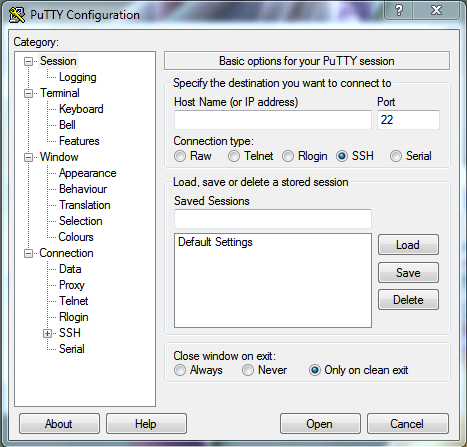 PuTTY Configuration
Category:
Session
Logging
Terminal
Keyboard
Bell
Features
Window
Appearance
Behaviour
Translation
Selection
Colours
Connection
Data
Proxy
Telnet
Rlogin
SSH
Serial
Basic options for your PuTTY session
Specify the destination you want to connect to
Host Name (or IP address) Port
22
Connection type:
Raw Telnet Rlogin SSH Serial
Load, save or delete a stored session
Saved Sessions
Default Settings
Load
Save
Delete
Close window on exit:
Always Never Only on clean exit
About Help Open Cancel